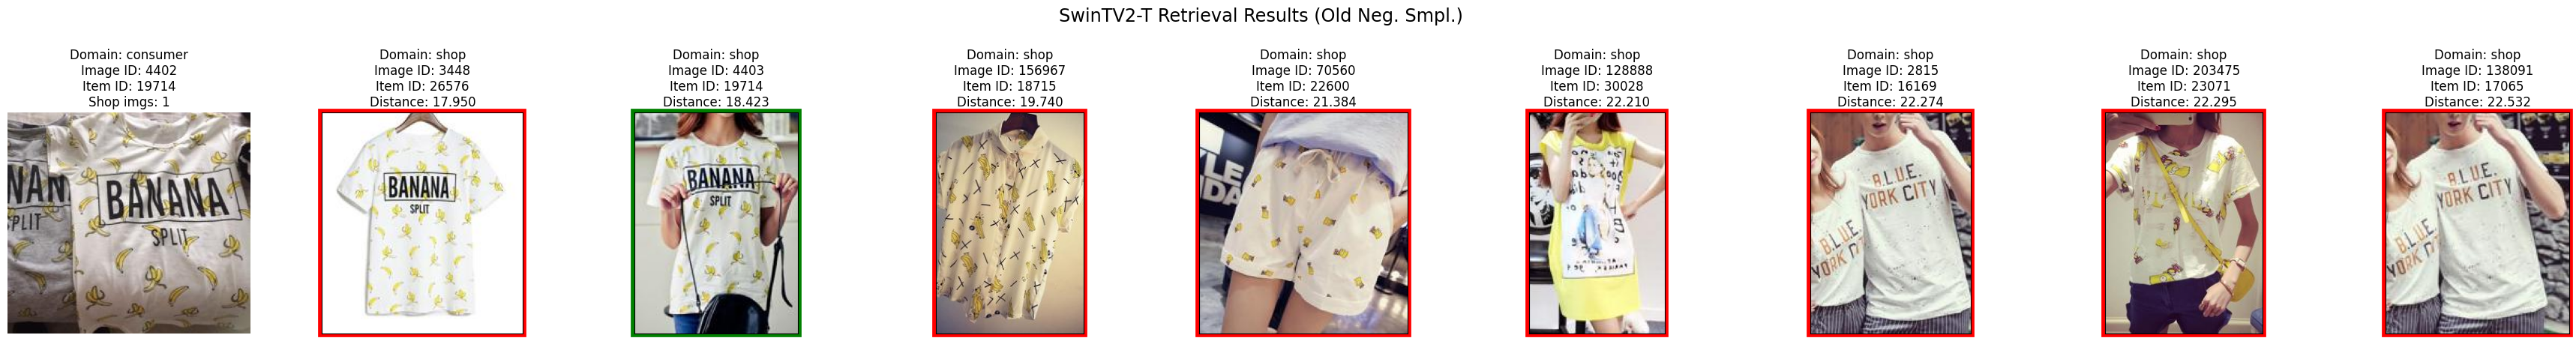 SwinTV2-T Retrieval Results (Old Neg. Smpl.)
Domain: consumer
Image ID: 4402
Item ID: 19714
Shop imgs: 1
Domain: shop
Image ID: 3448
Item ID: 26576
Distance: 17.950
Domain: shop
Image ID: 4403
Item ID: 19714
Distance: 18.423
Domain: shop
Image ID: 156967
Item ID: 18715
Distance: 19.740
Domain: shop
Image ID: 70560
Item ID: 22600
Distance: 21.384
Domain: shop
Image ID: 128888
Item ID: 30028
Distance: 22.210
Domain: shop
Image ID: 2815
Item ID: 16169
Distance: 22.274
Domain: shop
Image ID: 203475
Item ID: 23071
Distance: 22.295
Domain: shop
Image ID: 138091
Item ID: 17065
Distance: 22.532
NAN
PLIT
BANANA
SPLIT
BANANA
SPLIT
BANANA
SPLIT
B.L.U.E.
YORK CITY
B.L.U.E.
YORK CITY
B.L.U.E.
YORK CITY
B.L.U.E.
YORK CITY